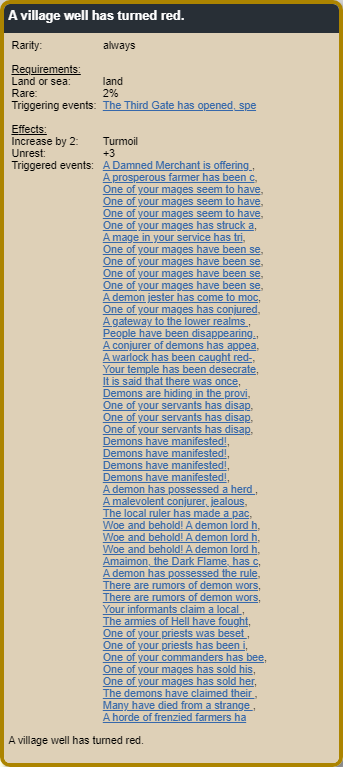 A village well has turned red.
Rarity: always
Requirements:
Land or sea: land
Rare: 2%
Triggering events: The Third Gate has opened, spe
Effects:
Increase by 2: Turmoil
Unrest: +3
Triggered events: A Damned Merchant is offering ,
A prosperous farmer has been c,
One of your mages seem to have,
One of your mages seem to have,
One of your mages seem to have,
One of your mages has struck a,
A mage in your service has tri,
One of your mages have been se,
One of your mages have been se,
One of your mages have been se,
One of your mages have been se,
A demon jester has come to moc,
One of your mages has conjured,
A gateway to the lower realms ,
People have been disappearing ,
A conjurer of demons has appea,
A warlock has been caught red-,
Your temple has been desecrate,
It is said that there was once,
Demons are hiding in the provi,
One of your servants has disap,
One of your servants has disap,
One of your servants has disap,
Demons have manifested!,
Demons have manifested!,
Demons have manifested!,
Demons have manifested!,
A demon has possessed a herd ,
A malevolent conjurer, jealous,
The local ruler has made a pac,
Woe and behold! A demon lord h,
Woe and behold! A demon lord h,
Woe and behold! A demon lord h,
Amaimon, the Dark Flame, has c,
A demon has possessed the rule,
There are rumors of demon wors,
There are rumors of demon wors,
Your informants claim a local ,
The armies of Hell have fought,
One of your priests was beset ,
One of your priests has been i,
One of your commanders has bee,
One of your mages has sold his,
One of your mages has sold her,
The demons have claimed their ,
Many have died from a strange ,
A horde of frenzied farmers ha
A village well has turned red.